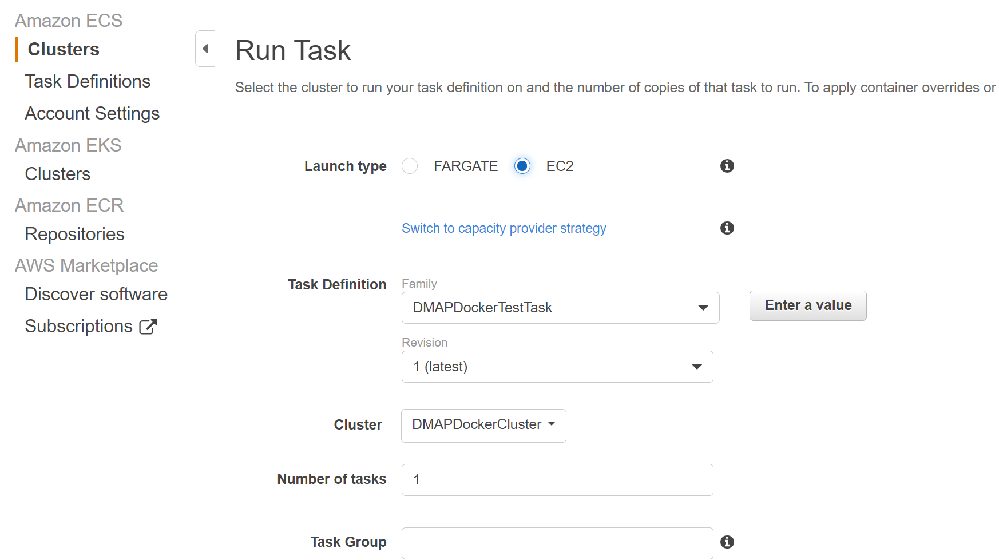 Amazon ECS
Clusters
Task Definitions
Account Settings
Amazon EKS
Clusters
Amazon ECR
Repositories
AWS Marketplace
Discover software
Subscriptions
Run Task
Select the cluster to run your task definition on and the number of copies of that task to run. To apply container overrides or
Launch type FARGATE EC2
Switch to capacity provider strategy
Task Definition Family
DMAPDockerTestTask Enter a value
Revision
1 (latest)
Cluster DMAPDockerCluster
Number of tasks 1
Task Group